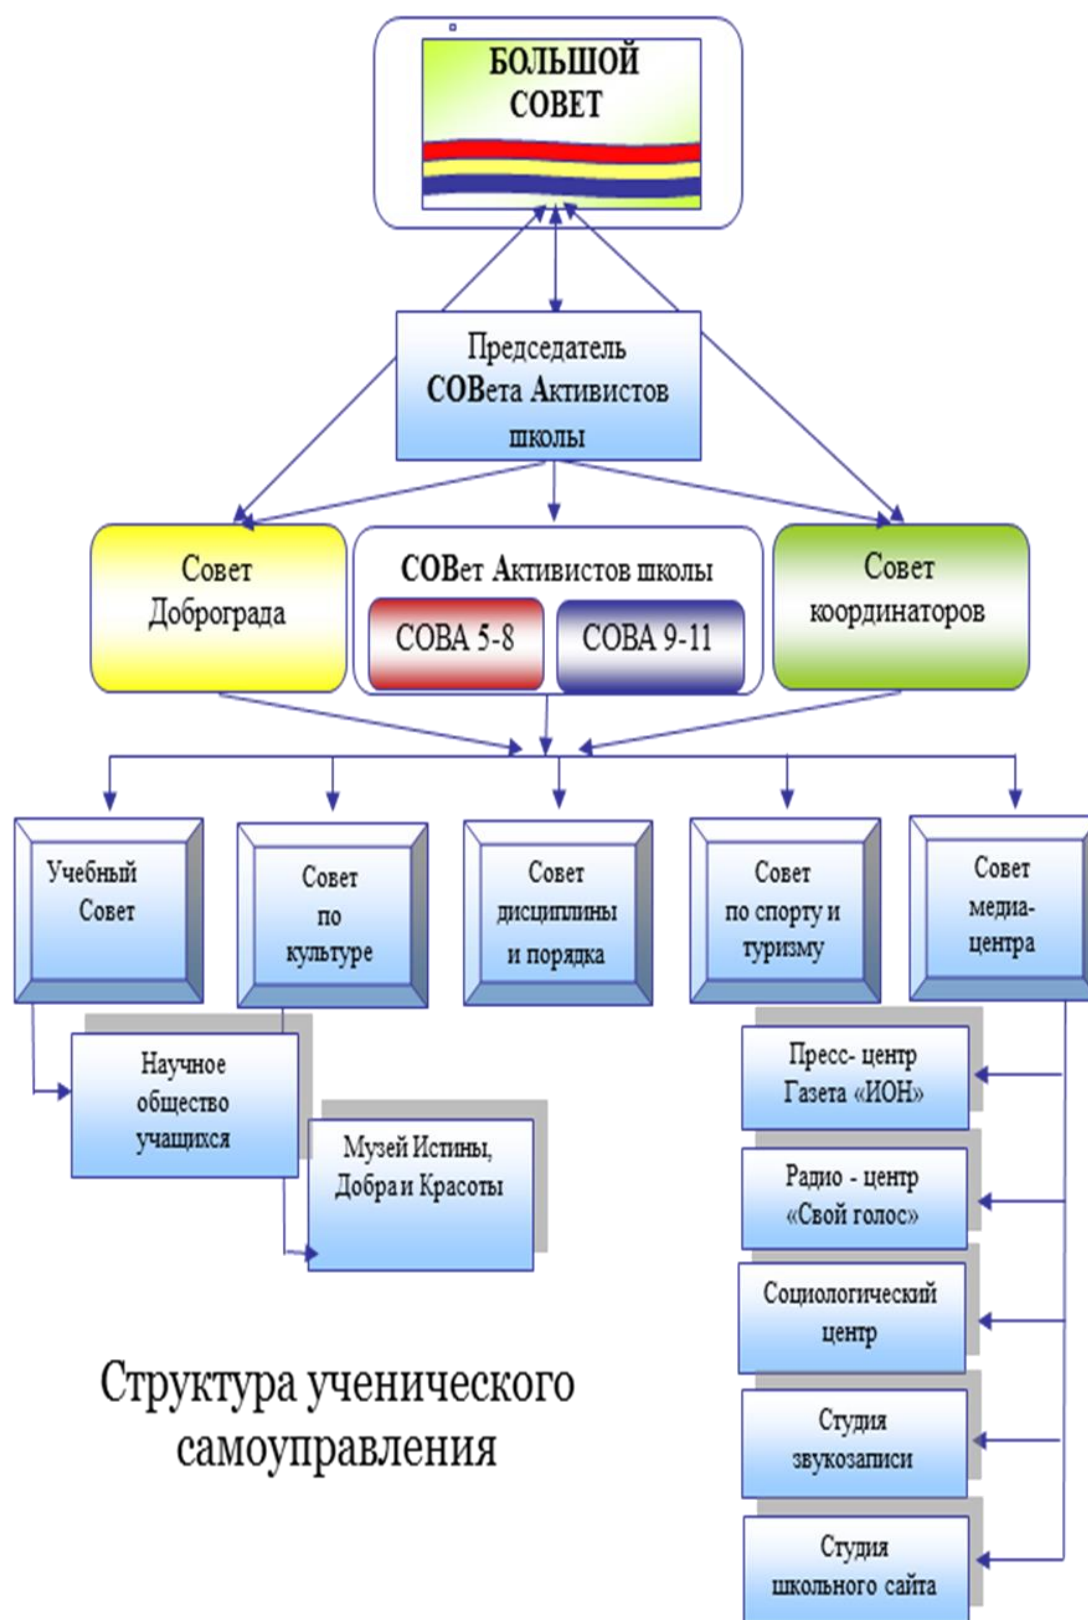 БОЛЬШОЙ
СОВЕТ
Председатель
СОВета Активистов
школы
Совет
Доброграда
СОВет Активистов школы
СОВА 5-8
СОВА 9-11
Совет
координаторов
Учебный
Совет
Совет
по
культуре
Совет
дисциплины
и порядка
Совет
по спорту и
туризму
Совет
медиа-
центра
Научное
общество
учащихся
Музей Истины,
Добра и Красоты
Пресс- центр
Газета «ИОН»
Радио - центр
«Свой голос»
Социологический
центр
Студия
звукозаписи
Студия
школьного сайта
Структура ученического
самоуправления